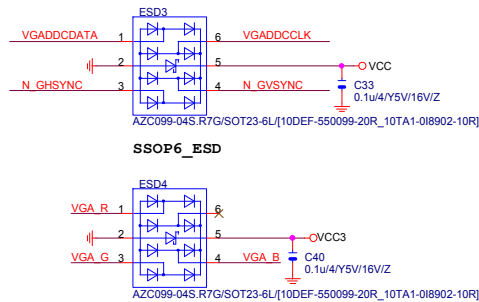 ESD3
VGADDCDATA 1 6 VGADDCCLK
2 5 VCC
N_GHSYNC 3 4 N_GVSYNC
C33
0.1u/4/Y5V/16V/Z
AZC099-04S.R7G/SOT23-6L/[10DEF-550099-20R_10TA1-0I8902-10R]
SSOP6_ESD
ESD4
VGA_R 1 6
2 5 VCC3
VGA_G 3 4 VGA_B
C40
0.1u/4/Y5V/16V/Z
AZC099-04S.R7G/SOT23-6L/[10DEF-550099-20R_10TA1-0I8902-10R]